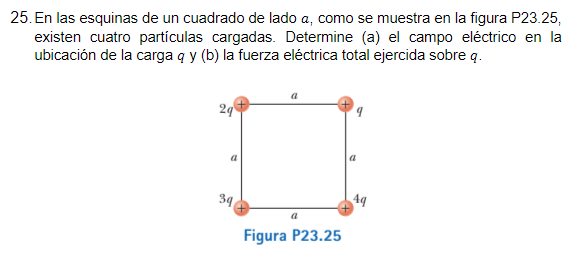 25. En las esquinas de un cuadrado de lado a, como se muestra en la figura P23.25,
existen cuatro partículas cargadas. Determine (a) el campo eléctrico en la
ubicación de la carga q y (b) la fuerza eléctrica total ejercida sobre q.
a
2q + + q
a a
3q + + 4q
a
Figura P23.25